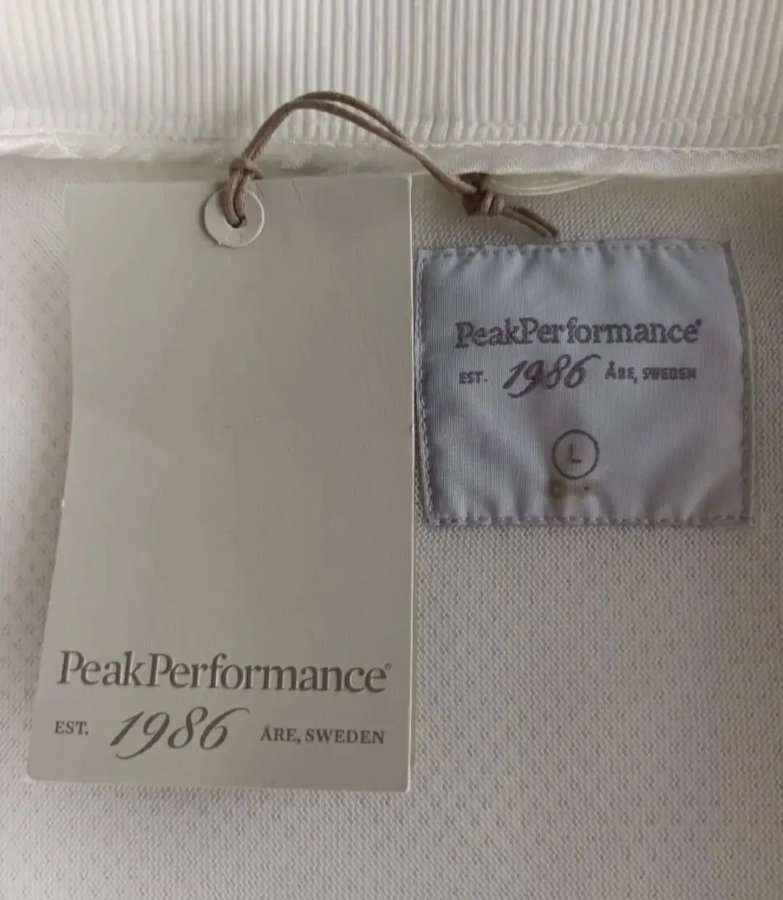 PeakPerformance®
EST. 1986 ÅRE, SWEDEN
L
PeakPerformance®
EST. 1986 ÅRE, SWEDEN